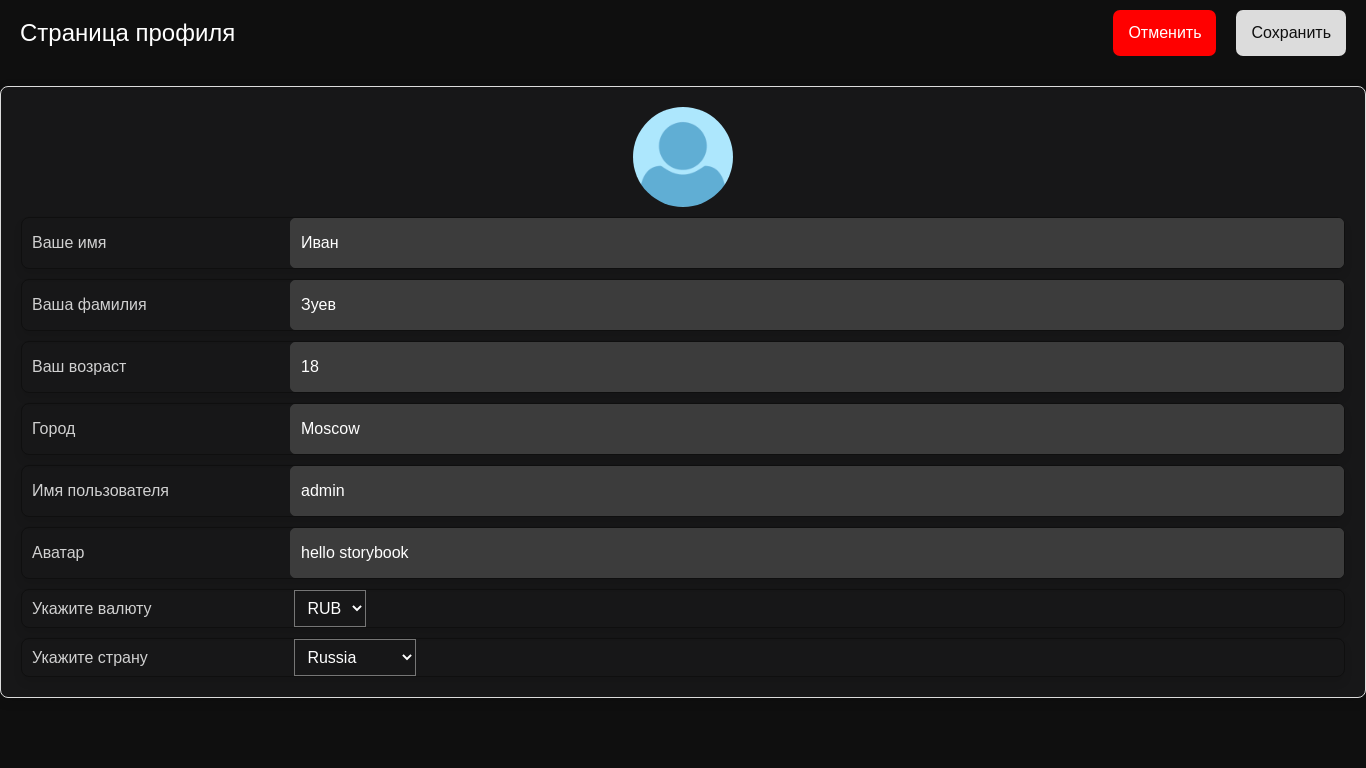 Страница профиля
Отменить
Сохранить
Ваше имя
Иван
Ваша фамилия
Зуев
Ваш возраст
18
Город
Moscow
Имя пользователя
admin
Аватар
hello storybook
Укажите валюту
RUB
Укажите страну
Russia